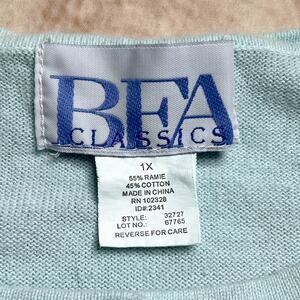 BFA
CLASSICS
1X
55% RAMIE
45% COTTON
MADE IN CHINA
RN 102328
ID#:2341
STYLE: 32727
LOT NO.: 67765
REVERSE FOR CARE